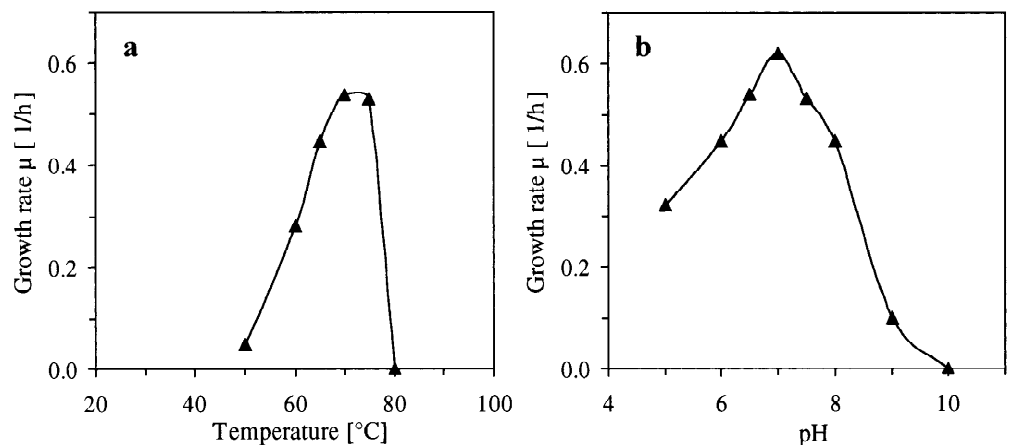 a
Growth rate µ [ 1/h]
0.6
0.4
0.2
0.0
20 40 60 80 100
Temperature [°C]
b
Growth rate µ [1/h]
0.6
0.4
0.2
0.0
4 6 8 10
pH